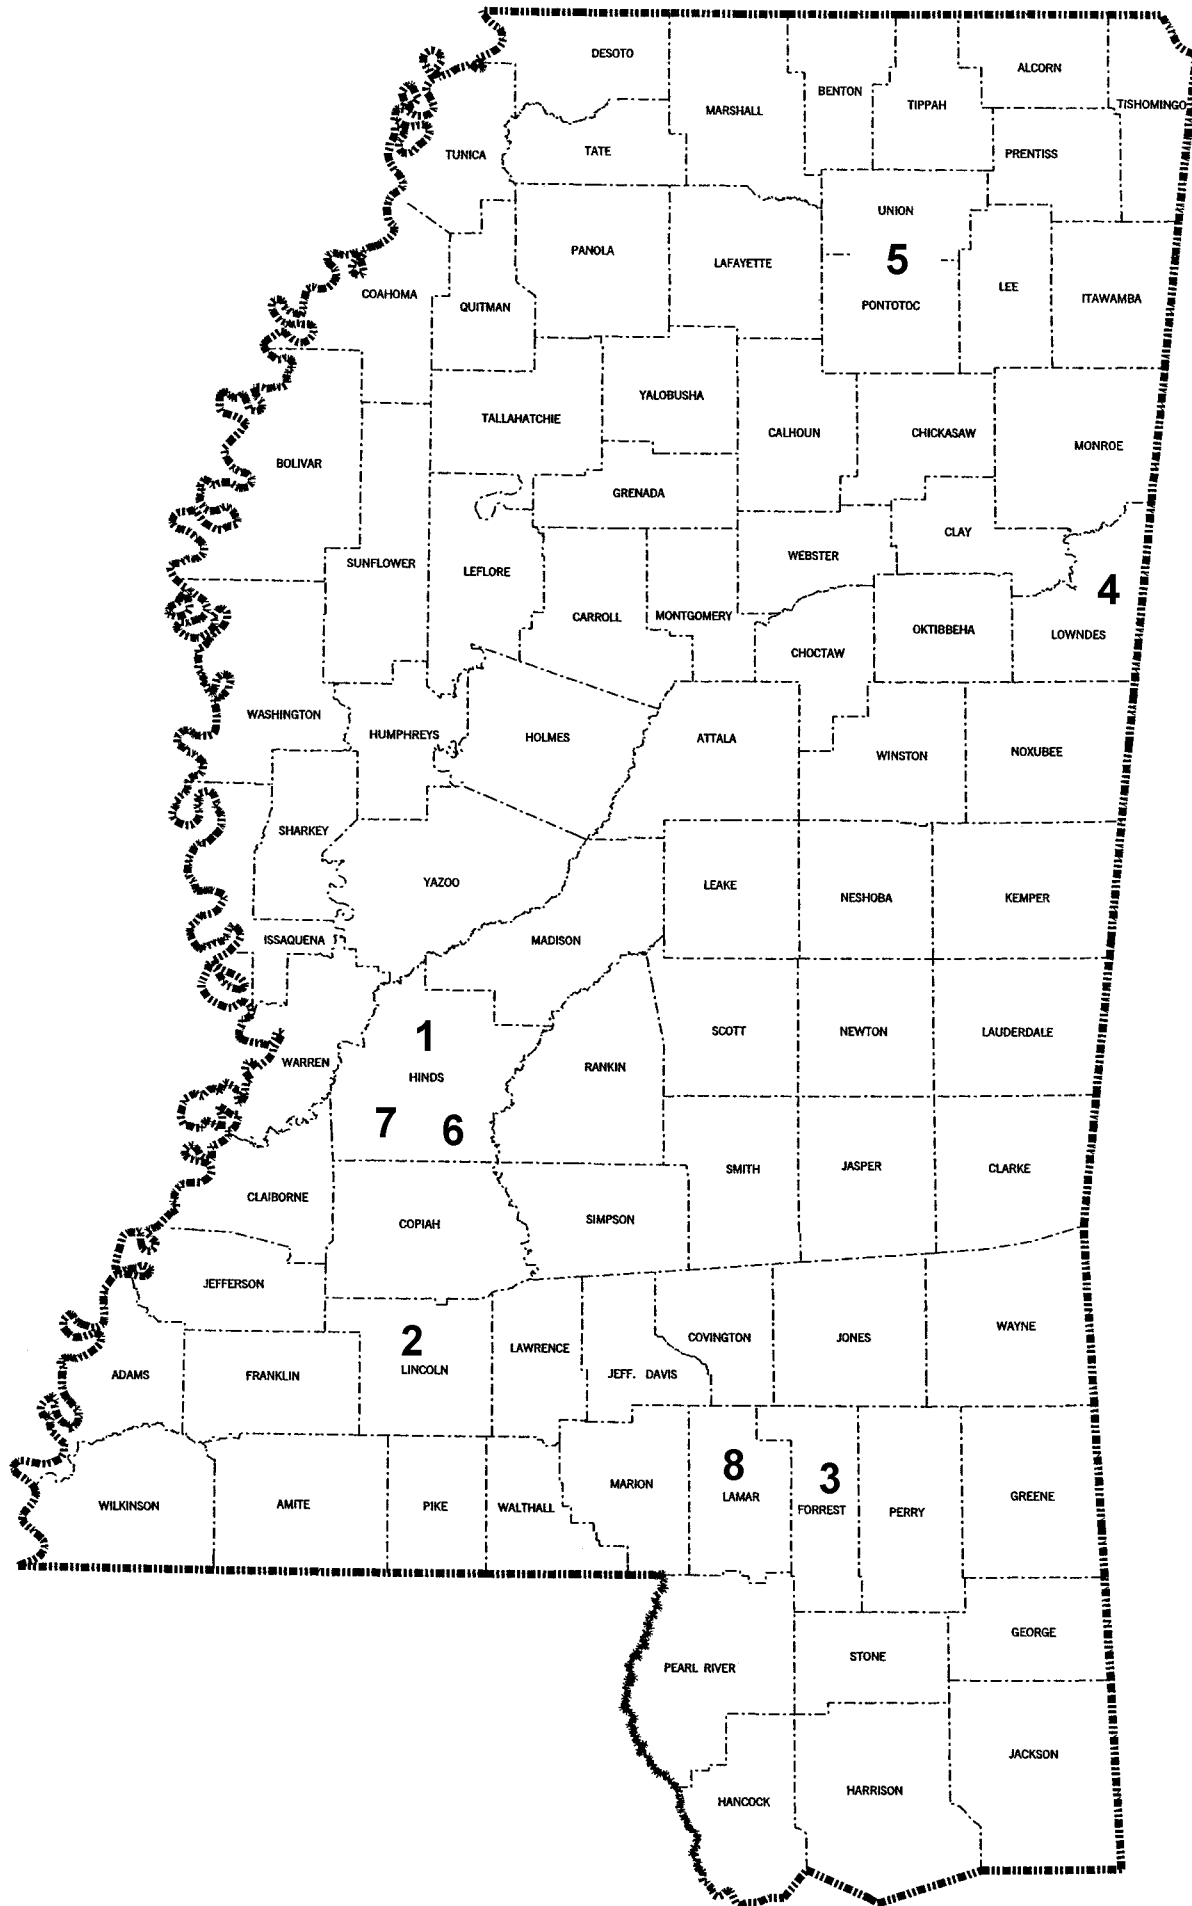 DESOTO
ALCORN
BENTON
MARSHALL
TIPPAH
TISHOMINGO
TUNICA
TATE
PRENTISS
UNION
PANOLA
LAFAYETTE
5
COAHOMA
QUITMAN
PONTOTOC
LEE
ITAWAMBA
YALOBUSHA
TALLAHATCHIE
CALHOUN
CHICKASAW
MONROE
BOLIVAR
GRENADA
CLAY
SUNFLOWER
LEFLORE
WEBSTER
4
CARROLL
MONTGOMERY
OKTIBBEHA
LOWNDES
CHOCTAW
WASHINGTON
HUMPHREYS
HOLMES
ATTALA
WINSTON
NOXUBEE
SHARKEY
YAZOO
LEAKE
NESHOBA
KEMPER
ISSAQUENA
MADISON
1
SCOTT
NEWTON
LAUDERDALE
WARREN
HINDS
RANKIN
7
6
SMITH
JASPER
CLARKE
CLAIBORNE
COPIAH
SIMPSON
JEFFERSON
2
LAWRENCE
COVINGTON
JONES
WAYNE
ADAMS
FRANKLIN
LINCOLN
JEFF. DAVIS
8
3
WILKINSON
AMITE
PIKE
WALTHALL
MARION
LAMAR
FORREST
PERRY
GREENE
PEARL RIVER
STONE
GEORGE
HANCOCK
HARRISON
JACKSON